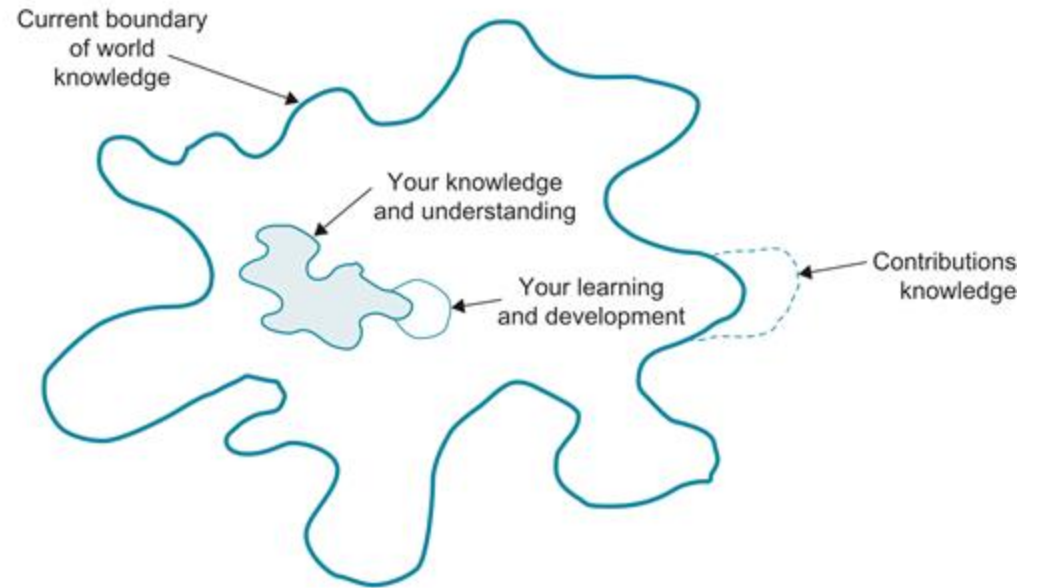 Current boundary
of world
knowledge
Your knowledge
and understanding
Your learning
and development
Contributions
knowledge